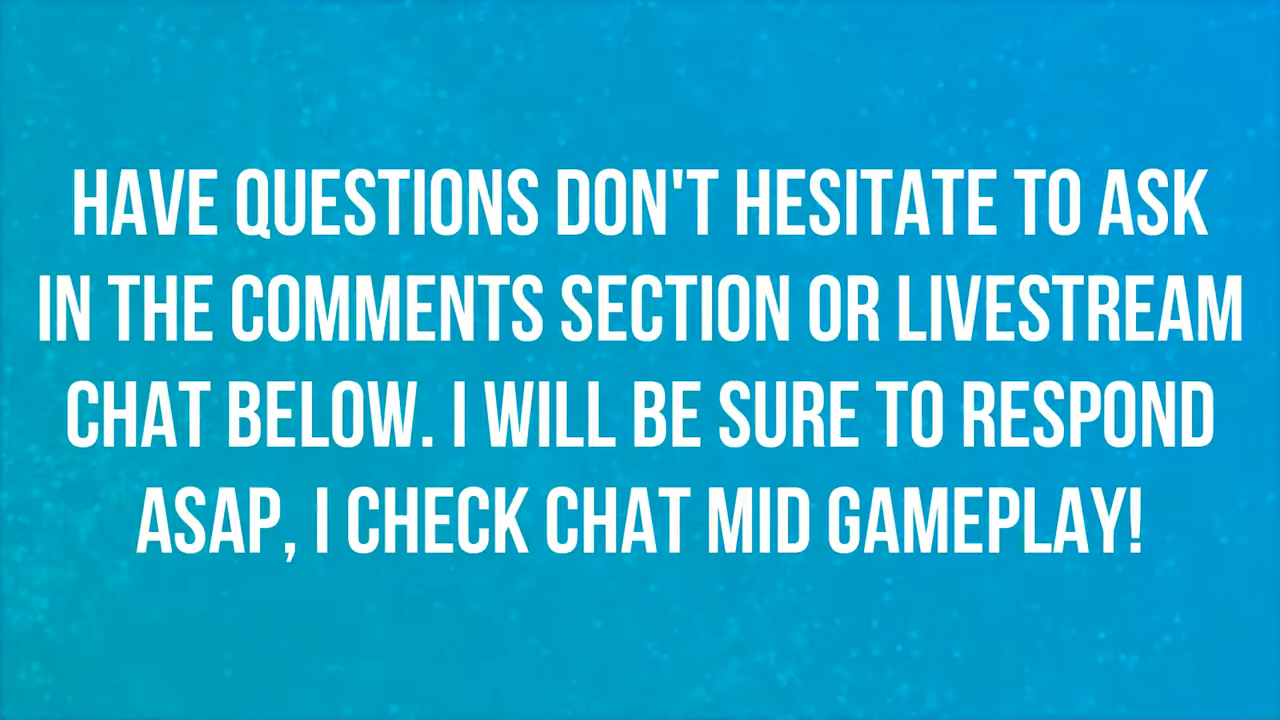 HAVE QUESTIONS DON'T HESITATE TO ASK
IN THE COMMENTS SECTION OR LIVESTREAM
CHAT BELOW. I WILL BE SURE TO RESPOND
ASAP, I CHECK CHAT MID GAMEPLAY!